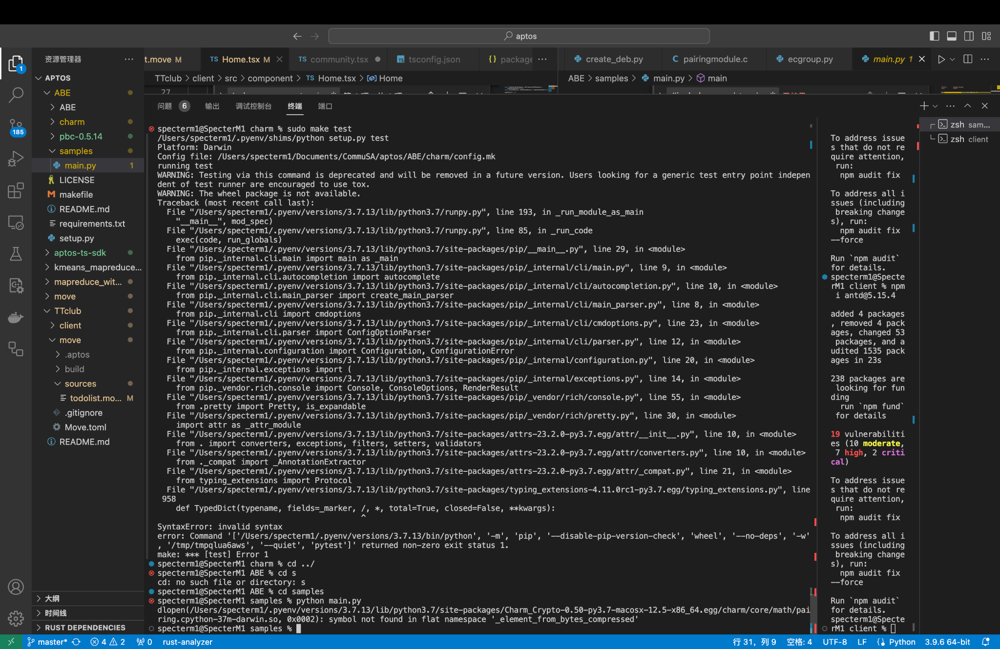 aptos
资源管理器
APTOS
ABE
ABE
charm
pbc-0.5.14
samples
main.py 1
LICENSE
makefile
README.md
requirements.txt
setup.py
aptos-ts-sdk
kmeans_mapreduce...
mapreduce_wit...
move
TTclub
client
move
.aptos
build
sources
todolist.mo... M
.gitignore
Move.toml
README.md
大纲
时间线
RUST DEPENDENCIES
1
185
t.move M
TS Home.tsx M
TS community.tsx
tsconfig.json
{} package
create_deb.py
C pairingmodule.c
ecgroup.py
main.py 1
TTclub > client > src > component > TS Home.tsx > Home
ABE > samples > main.py > main
27
问题 6 输出 调试控制台 终端 端口
specterm1@SpecterM1 charm % sudo make test
/Users/specterm1/.pyenv/shims/python setup.py test
Platform: Darwin
Config file: /Users/specterm1/Documents/CommuSA/aptos/ABE/charm/config.mk
running test
WARNING: Testing via this command is deprecated and will be removed in a future version. Users looking for a generic test entry point indepen
dent of test runner are encouraged to use tox.
WARNING: The wheel package is not available.
Traceback (most recent call last):
File "/Users/specterm1/.pyenv/versions/3.7.13/lib/python3.7/runpy.py", line 193, in _run_module_as_main
"__main__", mod_spec)
File "/Users/specterm1/.pyenv/versions/3.7.13/lib/python3.7/runpy.py", line 85, in _run_code
exec(code, run_globals)
File "/Users/specterm1/.pyenv/versions/3.7.13/lib/python3.7/site-packages/pip/__main__.py", line 29, in <module>
from pip._internal.cli.main import main as _main
File "/Users/specterm1/.pyenv/versions/3.7.13/lib/python3.7/site-packages/pip/_internal/cli/main.py", line 9, in <module>
from pip._internal.cli.autocompletion import autocomplete
File "/Users/specterm1/.pyenv/versions/3.7.13/lib/python3.7/site-packages/pip/_internal/cli/autocompletion.py", line 10, in <module>
from pip._internal.cli.main_parser import create_main_parser
File "/Users/specterm1/.pyenv/versions/3.7.13/lib/python3.7/site-packages/pip/_internal/cli/main_parser.py", line 8, in <module>
from pip._internal.cli import cmdoptions
File "/Users/specterm1/.pyenv/versions/3.7.13/lib/python3.7/site-packages/pip/_internal/cli/cmdoptions.py", line 23, in <module>
from pip._internal.cli.parser import ConfigOptionParser
File "/Users/specterm1/.pyenv/versions/3.7.13/lib/python3.7/site-packages/pip/_internal/cli/parser.py", line 12, in <module>
from pip._internal.configuration import Configuration, ConfigurationError
File "/Users/specterm1/.pyenv/versions/3.7.13/lib/python3.7/site-packages/pip/_internal/configuration.py", line 20, in <module>
from pip._internal.exceptions import (
File "/Users/specterm1/.pyenv/versions/3.7.13/lib/python3.7/site-packages/pip/_internal/exceptions.py", line 14, in <module>
from pip._vendor.rich.console import Console, ConsoleOptions, RenderResult
File "/Users/specterm1/.pyenv/versions/3.7.13/lib/python3.7/site-packages/pip/_vendor/rich/console.py", line 55, in <module>
from .pretty import Pretty, is_expandable
File "/Users/specterm1/.pyenv/versions/3.7.13/lib/python3.7/site-packages/pip/_vendor/rich/pretty.py", line 30, in <module>
import attr as _attr_module
File "/Users/specterm1/.pyenv/versions/3.7.13/lib/python3.7/site-packages/attrs-23.2.0-py3.7.egg/attr/__init__.py", line 10, in <module>
from . import converters, exceptions, filters, setters, validators
File "/Users/specterm1/.pyenv/versions/3.7.13/lib/python3.7/site-packages/attrs-23.2.0-py3.7.egg/attr/converters.py", line 10, in <module>
from ._compat import _AnnotationExtractor
File "/Users/specterm1/.pyenv/versions/3.7.13/lib/python3.7/site-packages/attrs-23.2.0-py3.7.egg/attr/_compat.py", line 21, in <module>
from typing_extensions import Protocol
File "/Users/specterm1/.pyenv/versions/3.7.13/lib/python3.7/site-packages/typing_extensions-4.11.0rc1-py3.7.egg/typing_extensions.py", line
958
def TypedDict(typename, fields=_marker, /, *, total=True, closed=False, **kwargs):
^
SyntaxError: invalid syntax
error: Command '['/Users/specterm1/.pyenv/versions/3.7.13/bin/python', '-m', 'pip', '--disable-pip-version-check', 'wheel', '--no-deps', '-w'
, '/tmp/tmpqlua6aws', '--quiet', 'pytest']' returned non-zero exit status 1.
make: *** [test] Error 1
specterm1@SpecterM1 charm % cd ../
specterm1@SpecterM1 ABE % cd s
cd: no such file or directory: s
specterm1@SpecterM1 ABE % cd samples
specterm1@SpecterM1 samples % python main.py
dlopen(/Users/specterm1/.pyenv/versions/3.7.13/lib/python3.7/site-packages/Charm_Crypto-0.50-py3.7-macosx-12.5-x86_64.egg/charm/core/math/pai
ring.cpython-37m-darwin.so, 0x0002): symbol not found in flat namespace '_element_from_bytes_compressed'
specterm1@SpecterM1 samples %
To address issue
s that do not re
quire attention,
run:
npm audit fix
To address all i
ssues (including
breaking change
s), run:
npm audit fix
--force
Run `npm audit`
for details.
specterm1@Specte
rM1 client % npm
i antd@5.15.4
added 4 packages
, removed 4 pack
ages, changed 53
packages, and a
udited 1535 pack
ages in 23s
238 packages are
looking for fun
ding
run `npm fund`
for details
19 vulnerabiliti
es (10 moderate,
7 high, 2 criti
cal)
To address issue
s that do not re
quire attention,
run:
npm audit fix
To address all i
ssues (including
breaking change
s), run:
npm audit fix
--force
Run `npm audit`
for details.
specterm1@Specte
rM1 client %
zsh sam...
zsh client
master* 4 2 0 rust-analyzer
行 31，列 9 空格: 4 UTF-8 LF Python 3.9.6 64-bit